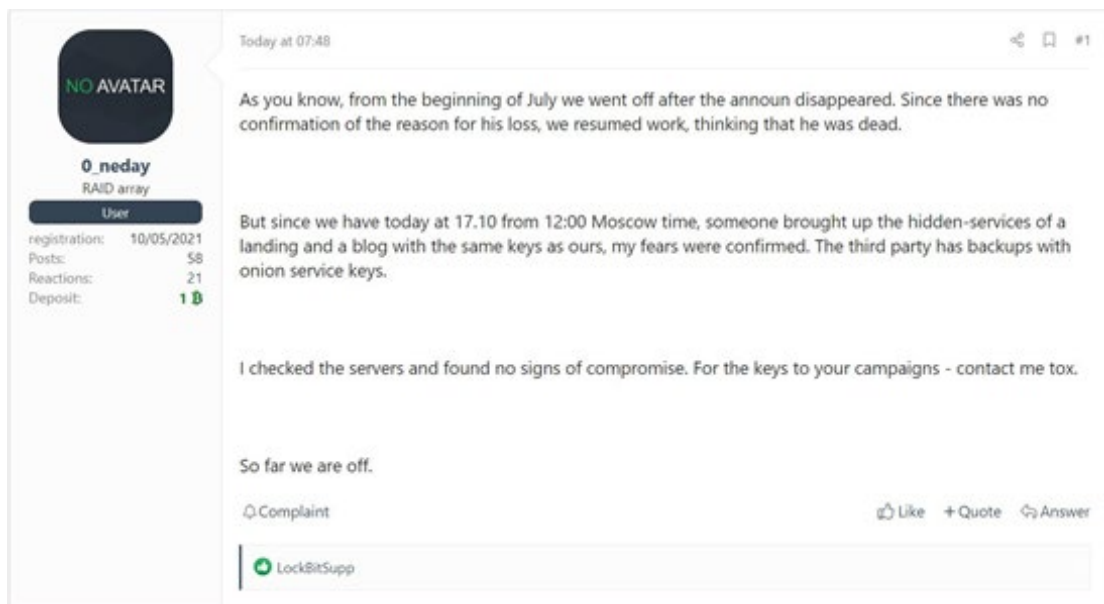 Today at 07:48
#1
NO AVATAR
0_neday
RAID array
User
registration: 10/05/2021
Posts: 58
Reactions: 21
Deposit: 1 ₿
As you know, from the beginning of July we went off after the announ disappeared. Since there was no
confirmation of the reason for his loss, we resumed work, thinking that he was dead.
But since we have today at 17.10 from 12:00 Moscow time, someone brought up the hidden-services of a
landing and a blog with the same keys as ours, my fears were confirmed. The third party has backups with
onion service keys.
I checked the servers and found no signs of compromise. For the keys to your campaigns - contact me tox.
So far we are off.
Complaint
Like +Quote Answer
LockBitSupp